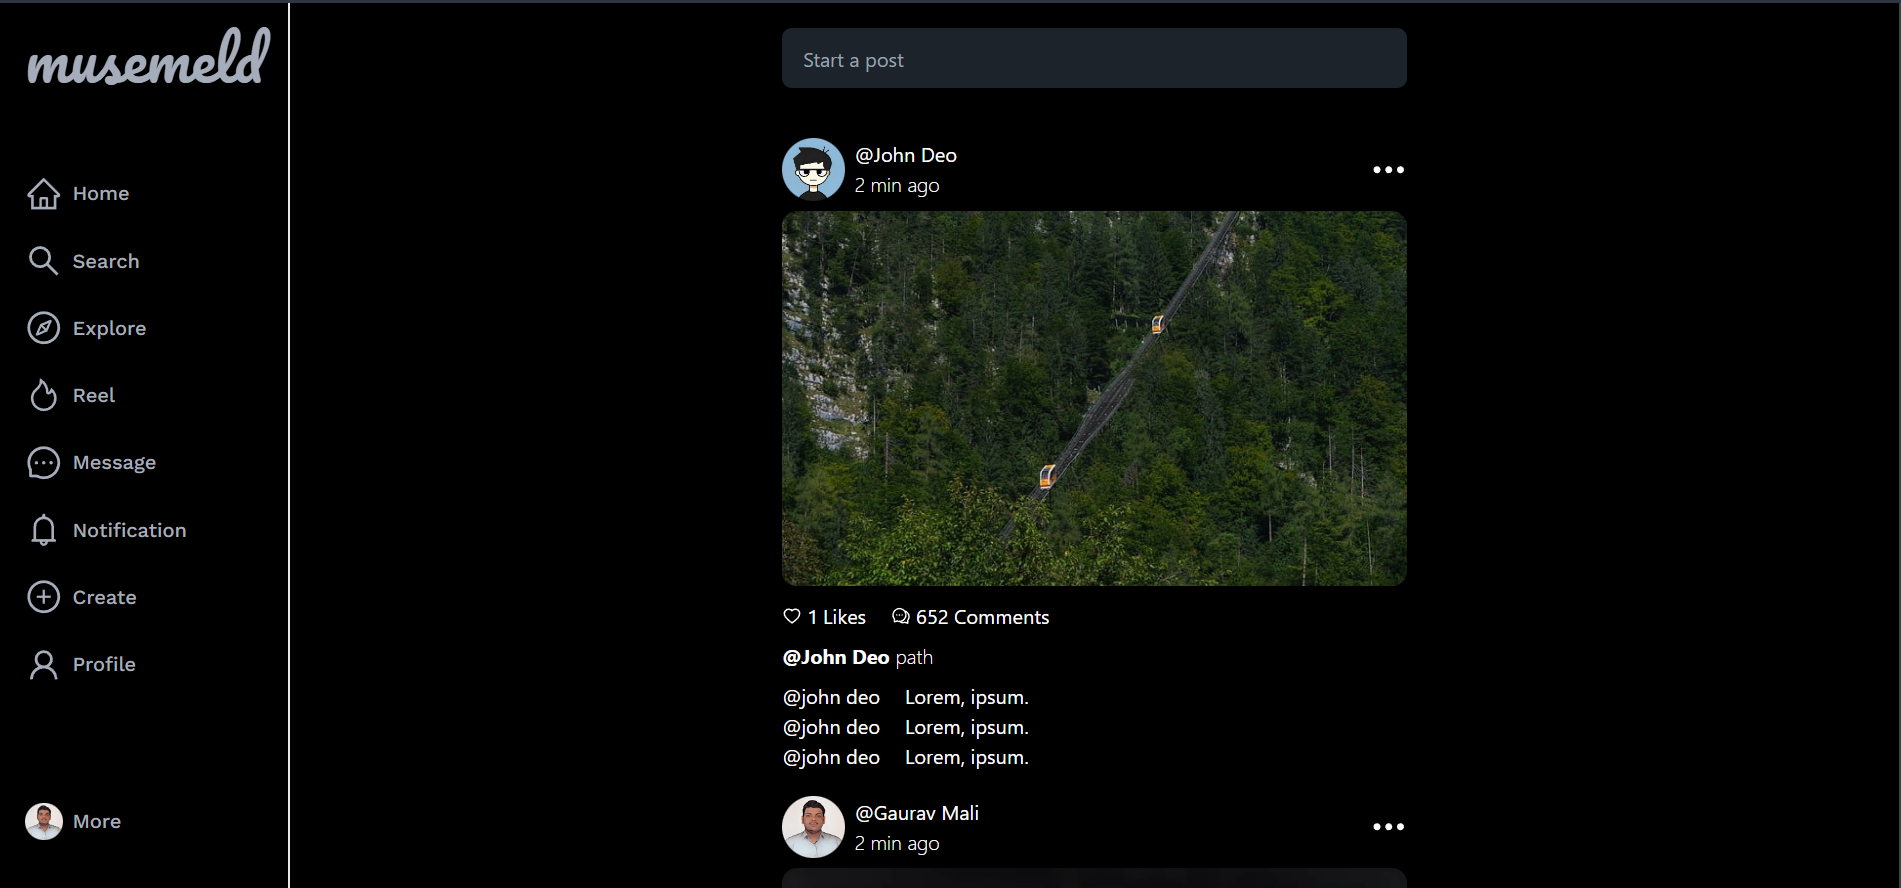 musemeld
Home
Search
Explore
Reel
Message
Notification
Create
Profile
More
Start a post
@John Deo
2 min ago
1 Likes 652 Comments
@John Deo path
@john deo Lorem, ipsum.
@john deo Lorem, ipsum.
@john deo Lorem, ipsum.
@Gaurav Mali
2 min ago